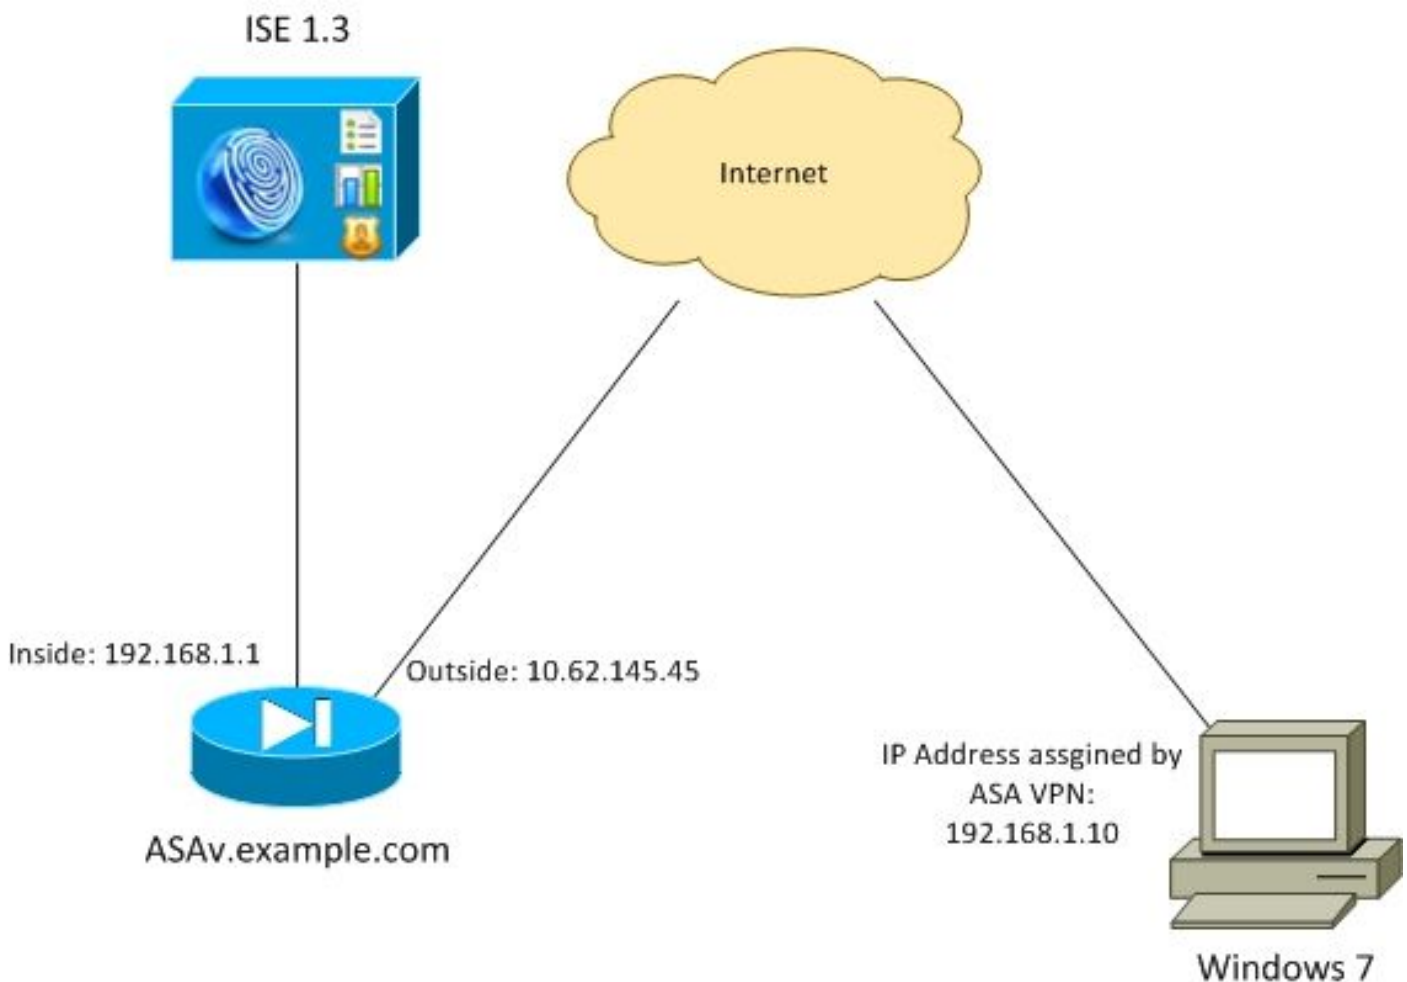 ISE 1.3
Internet
Inside: 192.168.1.1
Outside: 10.62.145.45
IP Address assgined by
ASA VPN:
192.168.1.10
ASAv.example.com
Windows 7